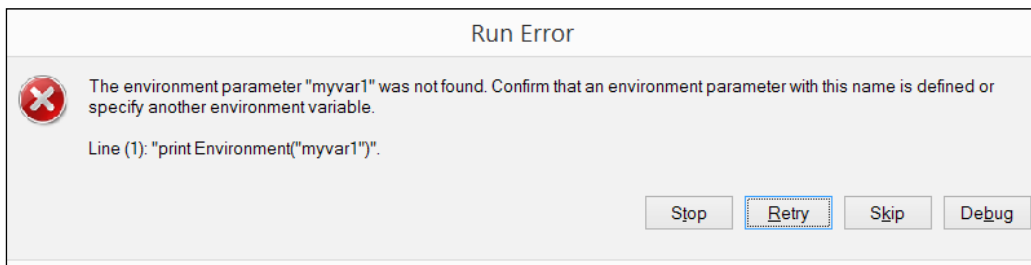 Run Error
The environment parameter "myvar1" was not found. Confirm that an environment parameter with this name is defined or
specify another environment variable.
Line (1): "print Environment("myvar1")".
Stop Retry Skip Debug